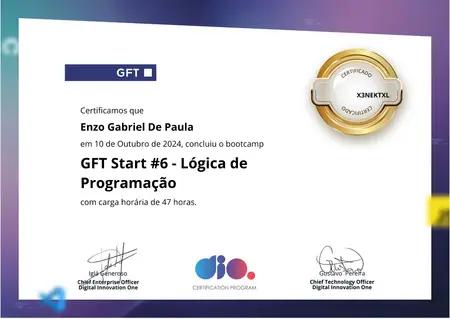 GFT
CERTIFICADO
X3NEKTXL
CERTIFICADO
Certificamos que
Enzo Gabriel De Paula
em 10 de Outubro de 2024, concluiu o bootcamp
GFT Start #6 - Lógica de
Programação
com carga horária de 47 horas.
Iglá Generoso
Chief Enterprise Officer
Digital Innovation One
dio.
CERTIFICATION PROGRAM
Gustavo Pereira
Chief Technology Officer
Digital Innovation One